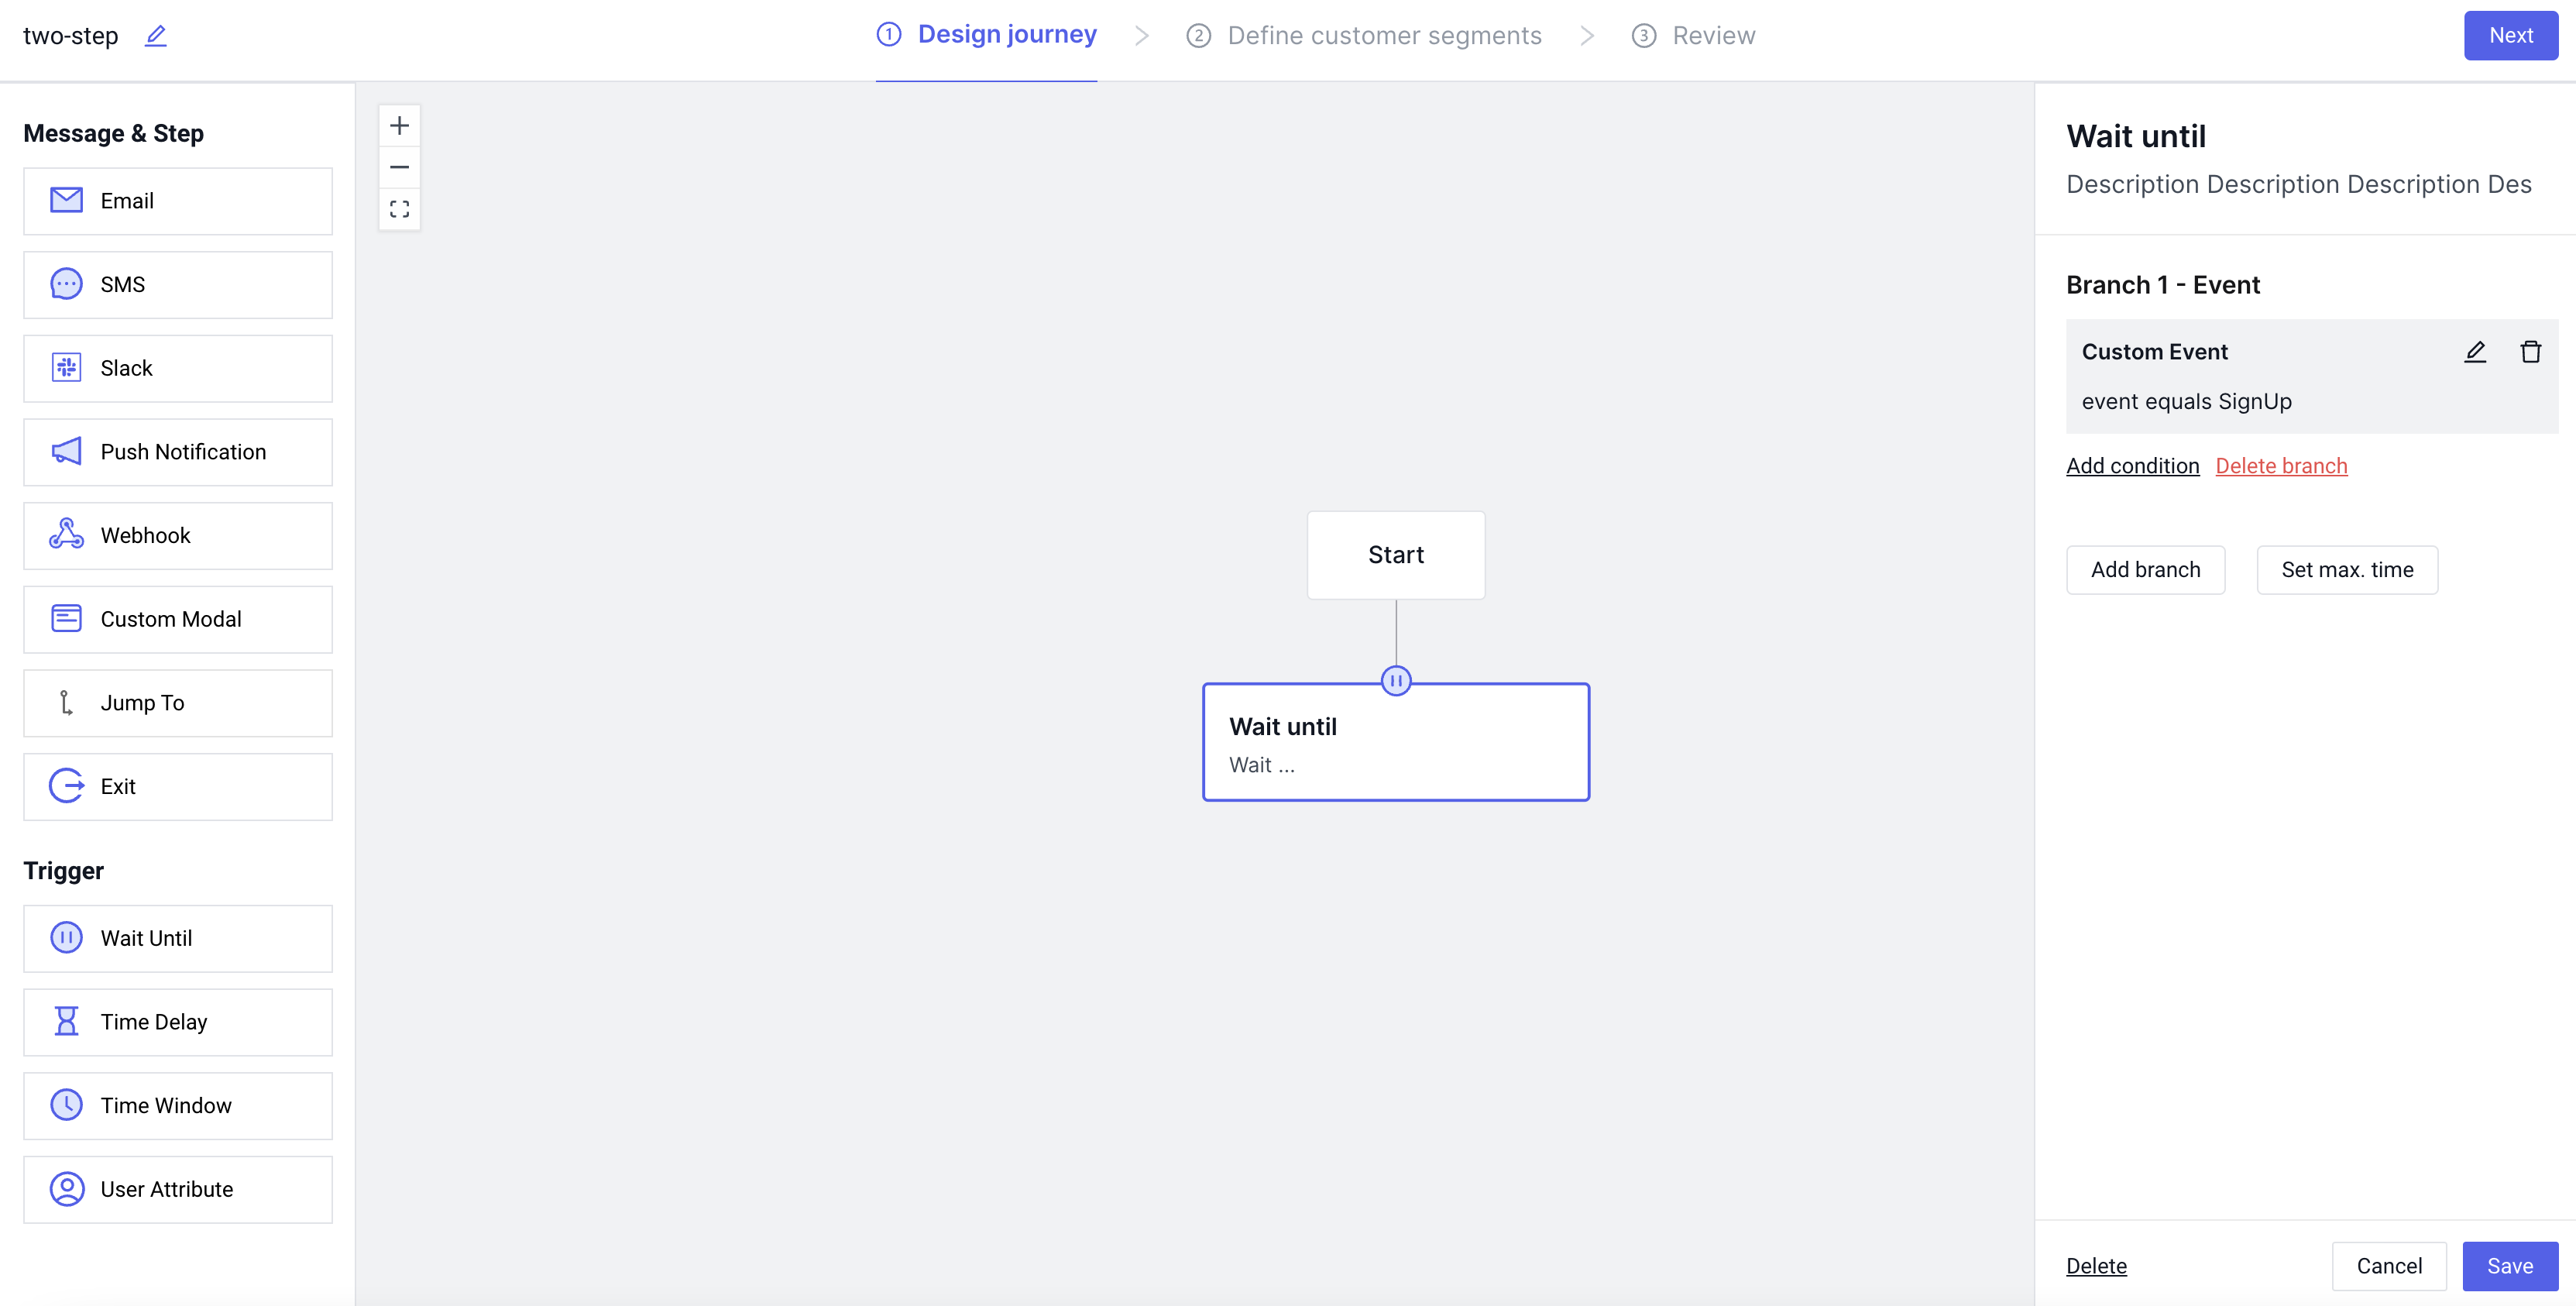 two-step
1 Design journey
2 Define customer segments
3 Review
Next
Message & Step
Email
SMS
Slack
Push Notification
Webhook
Custom Modal
Jump To
Exit
Trigger
Wait Until
Time Delay
Time Window
User Attribute
Start
Wait until
Wait ...
Wait until
Description Description Description Des
Branch 1 - Event
Custom Event
event equals SignUp
Add condition Delete branch
Add branch Set max. time
Delete Cancel Save